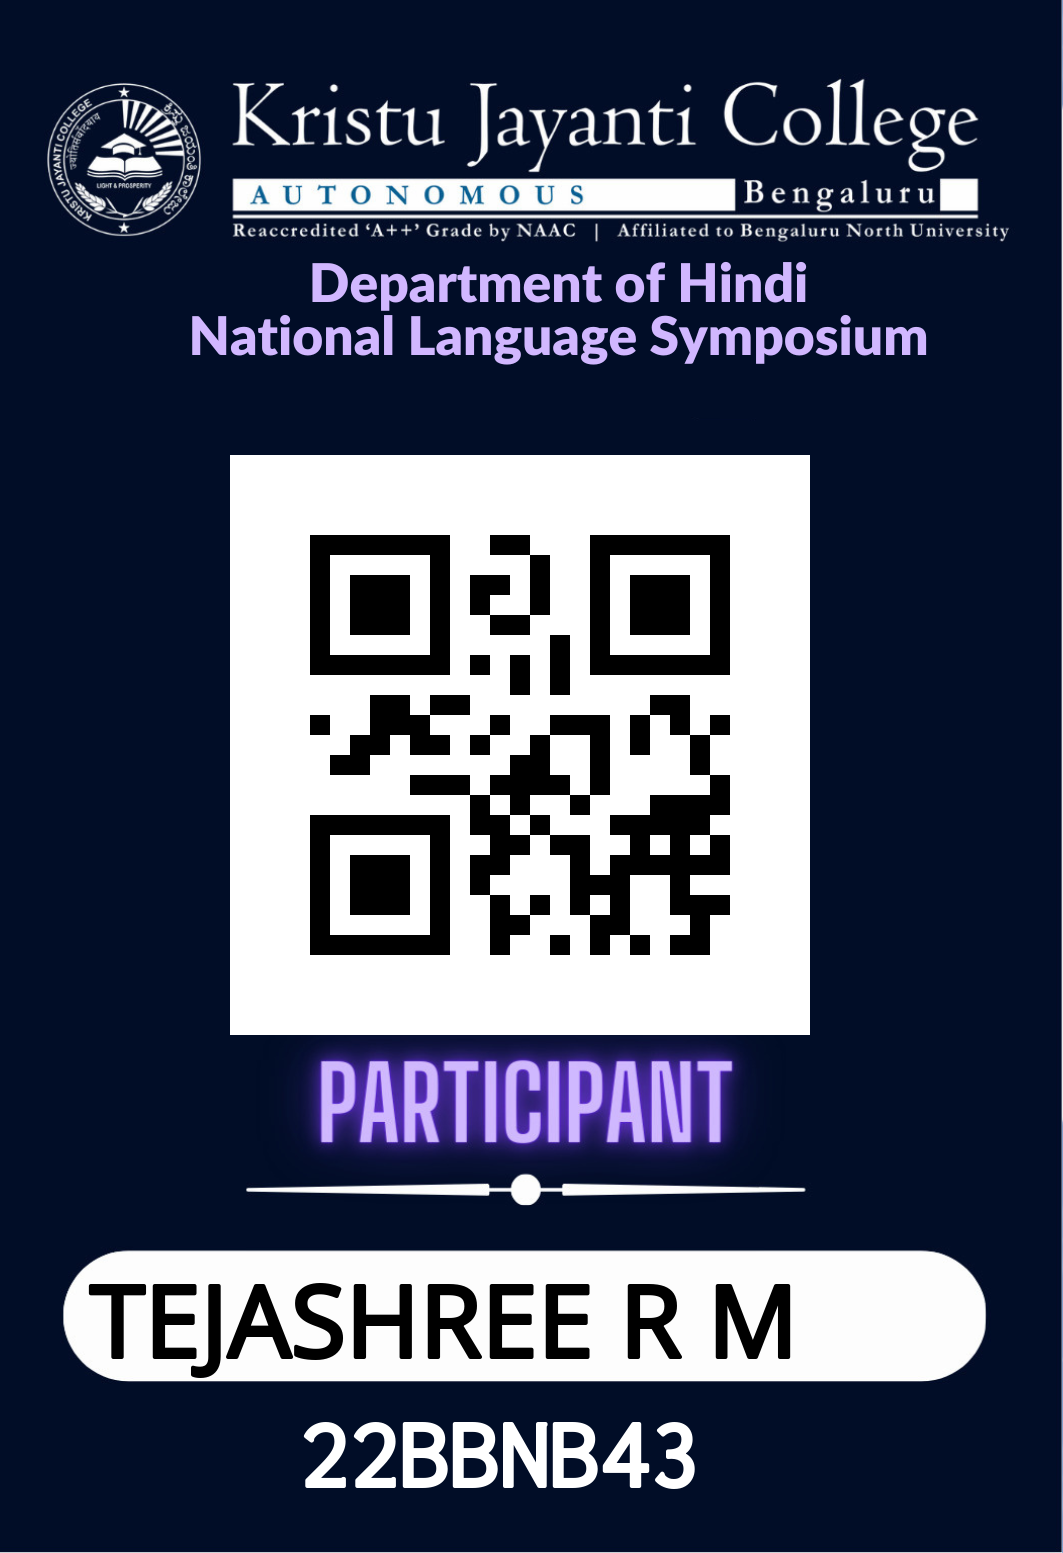 KRISTU JAYANTI COLLEGE
LIGHT & PROSPERITY
Kristu Jayanti College
AUTONOMOUS Bengaluru
Reaccredited ‘A++’ Grade by NAAC | Affiliated to Bengaluru North University
Department of Hindi
National Language Symposium
PARTICIPANT
TEJASHREE R M
22BBNB43